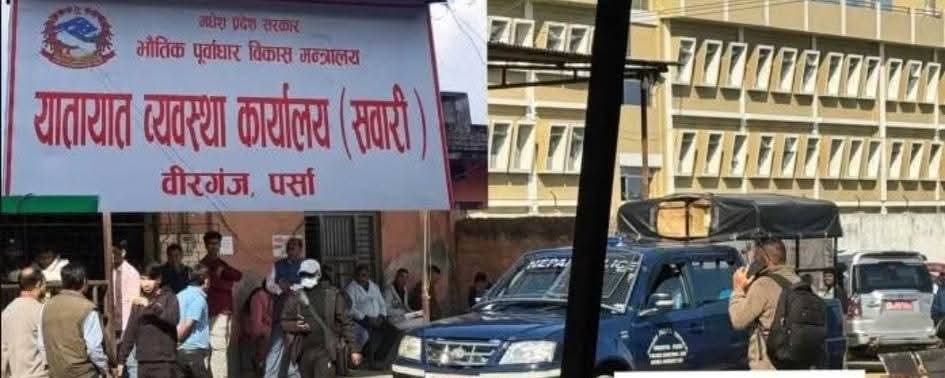 मधेश प्रदेश सरकार
भौतिक पूर्वाधार विकास मन्त्रालय
यातायात व्यवस्था कार्यालय (सवारी)
वीरगंज, पर्सा
NEPAL POLICE